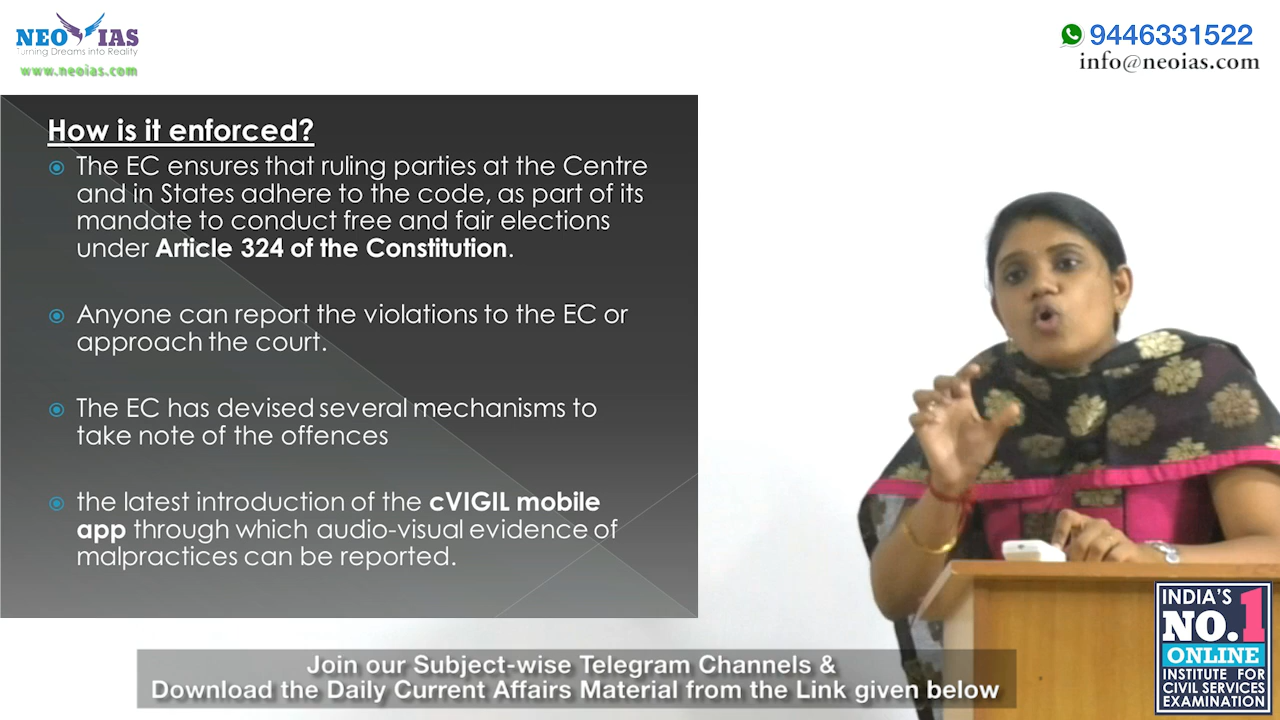 NEO IAS
Turning Dreams into Reality
www.neoias.com
9446331522
info@neoias.com
How is it enforced?
The EC ensures that ruling parties at the Centre
and in States adhere to the code, as part of its
mandate to conduct free and fair elections
under Article 324 of the Constitution.
Anyone can report the violations to the EC or
approach the court.
The EC has devised several mechanisms to
take note of the offences
the latest introduction of the cVIGIL mobile
app through which audio-visual evidence of
malpractices can be reported.
INDIA'S
NO.1
ONLINE
INSTITUTE FOR
CIVIL SERVICES
EXAMINATION
Join our Subject-wise Telegram Channels &
Download the Daily Current Affairs Material from the Link given below